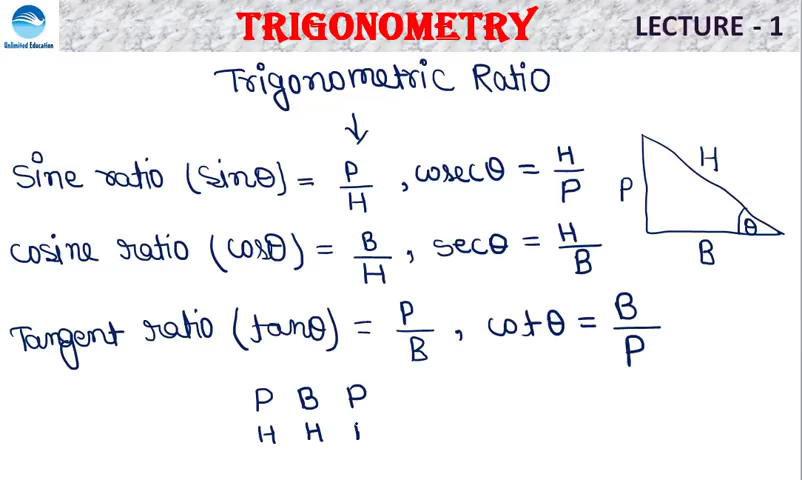 TRIGONOMETRY
LECTURE - 1
Unlimited Education
Trigonometric Ratio
↓
Sine ratio (sinθ) = P/H , cosecθ = H/P
cosine ratio (cosθ) = B/H , secθ = H/B
Tangent ratio (tanθ) = P/B , cotθ = B/P
H
P
θ
B
P B P
H H